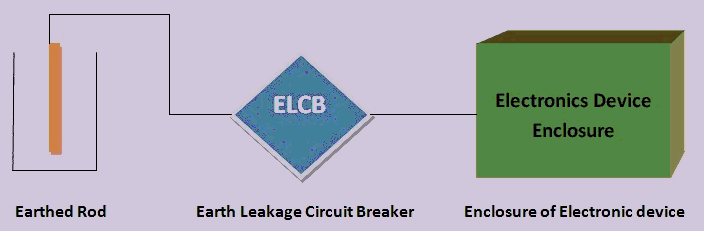 ELCB
Electronics Device
Enclosure
Earthed Rod
Earth Leakage Circuit Breaker
Enclosure of Electronic device